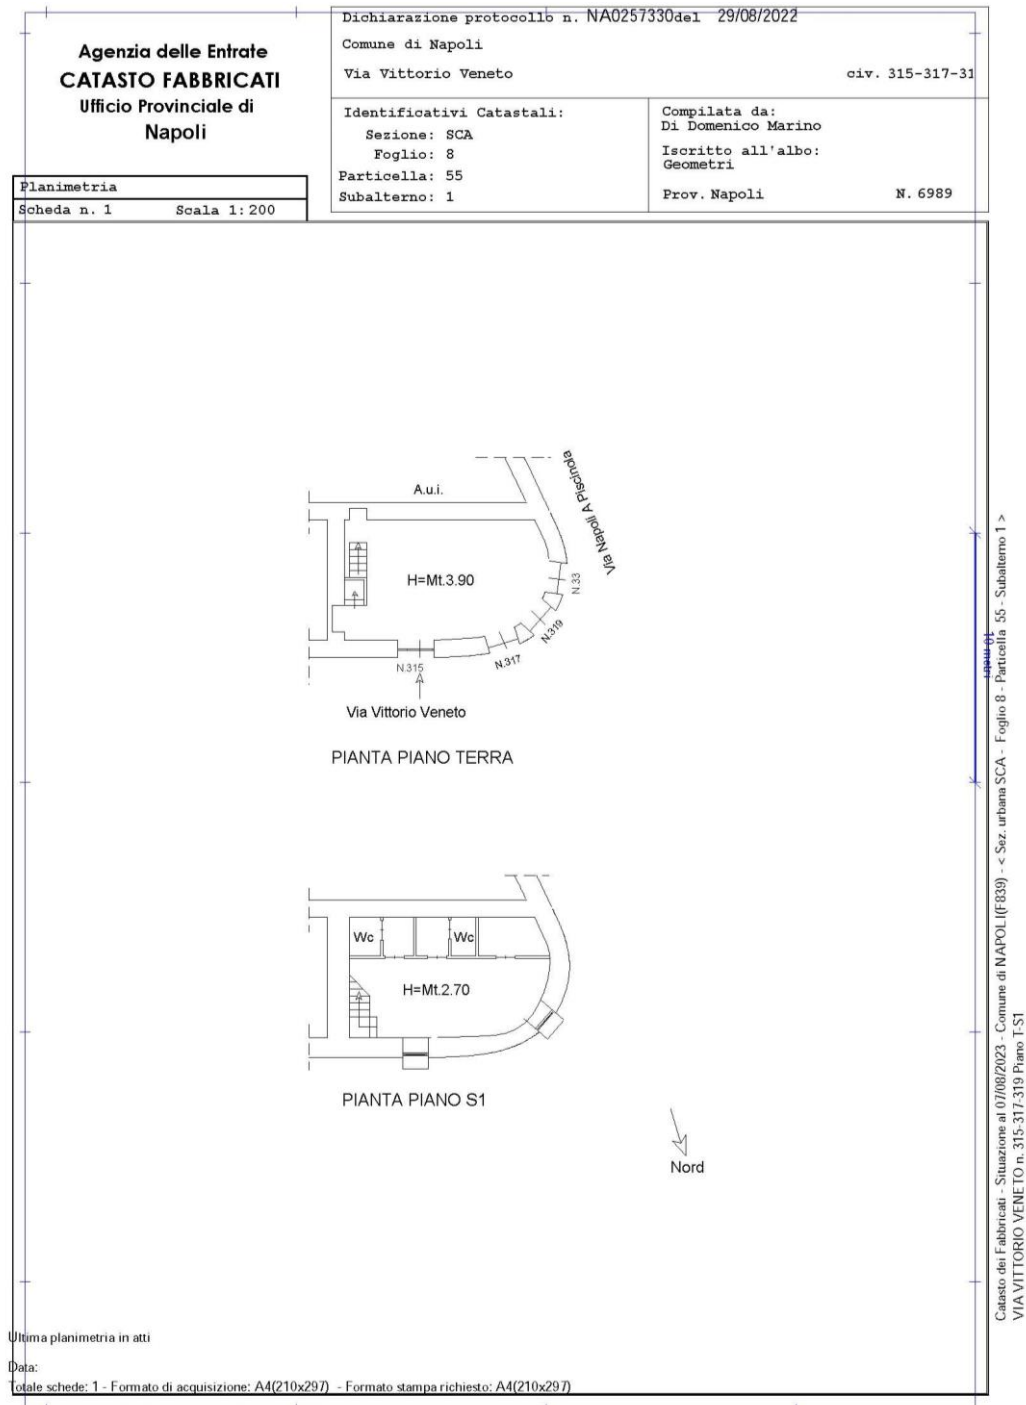 Agenzia delle Entrate
CATASTO FABBRICATI
Ufficio Provinciale di
Napoli
Planimetria
Scheda n. 1 Scala 1:200
Dichiarazione protocollo n. NA0257330del 29/08/2022
Comune di Napoli
Via Vittorio Veneto civ. 315-317-31
Identificativi Catastali:
Sezione: SCA
Foglio: 8
Particella: 55
Subalterno: 1
Compilata da:
Di Domenico Marino
Iscritto all'albo:
Geometri
Prov. Napoli N. 6989
Via Napoli A Piscinola
A.u.i.
H=Mt.3.90
N.33
N.319
N.317
N.315
Via Vittorio Veneto
PIANTA PIANO TERRA
Wc
Wc
H=Mt.2.70
PIANTA PIANO S1
Nord
10 metri
Catasto dei Fabbricati - Situazione al 07/08/2023 - Comune di NAPOLI(F839) - < Sez. urbana SCA - Foglio 8 - Particella 55 - Subalterno 1 >
VIA VITTORIO VENETO n. 315-317-319 Piano T-S1
Ultima planimetria in atti
Data:
Totale schede: 1 - Formato di acquisizione: A4(210x297) - Formato stampa richiesto: A4(210x297)